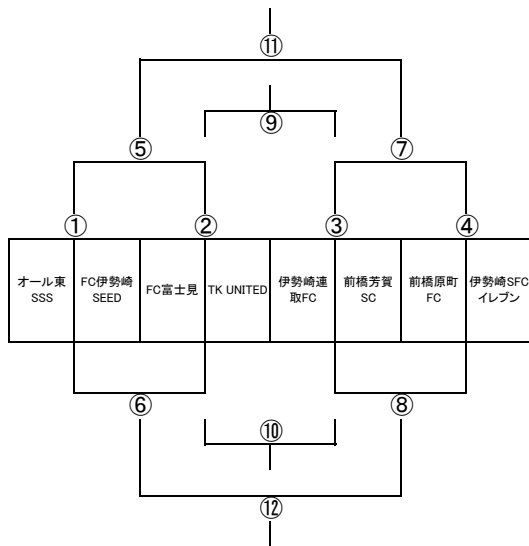 ⑪
⑨
⑤
⑦
①
②
③
④
オール東
SSS
FC伊勢崎
SEED
FC富士見
TK UNITED
伊勢崎連
取FC
前橋芳賀
SC
前橋原町
FC
伊勢崎SFC
イレブン
⑥
⑧
⑩
⑫